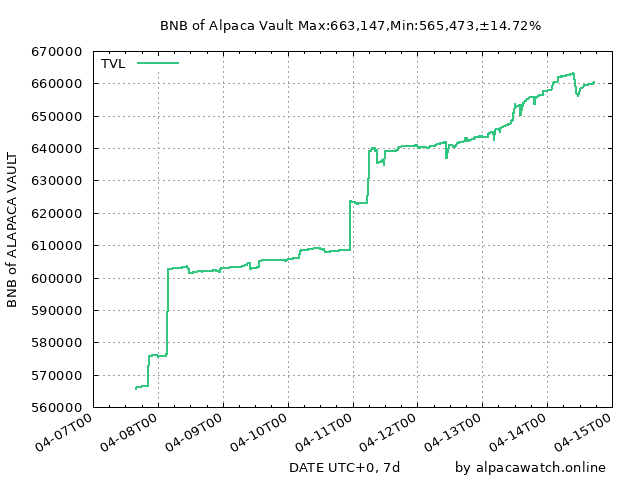 BNB of Alpaca Vault Max:663,147,Min:565,473,±14.72%
670000
TVL
660000
650000
640000
630000
620000
610000
600000
590000
580000
570000
560000
BNB of ALAPACA VAULT
04-07T00
04-08T00
04-09T00
04-10T00
04-11T00
04-12T00
04-13T00
04-14T00
04-15T00
DATE UTC+0, 7d
by alpacawatch.online